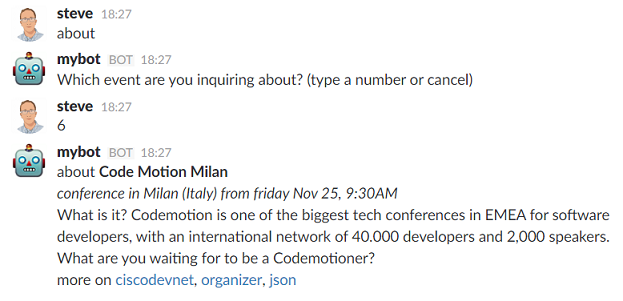 steve 18:27
about
mybot BOT 18:27
Which event are you inquiring about? (type a number or cancel)
steve 18:27
6
mybot BOT 18:27
about Code Motion Milan
conference in Milan (Italy) from friday Nov 25, 9:30AM
What is it? Codemotion is one of the biggest tech conferences in EMEA for software
developers, with an international network of 40.000 developers and 2,000 speakers.
What are you waiting for to be a Codemotioner?
more on ciscodevnet, organizer, json